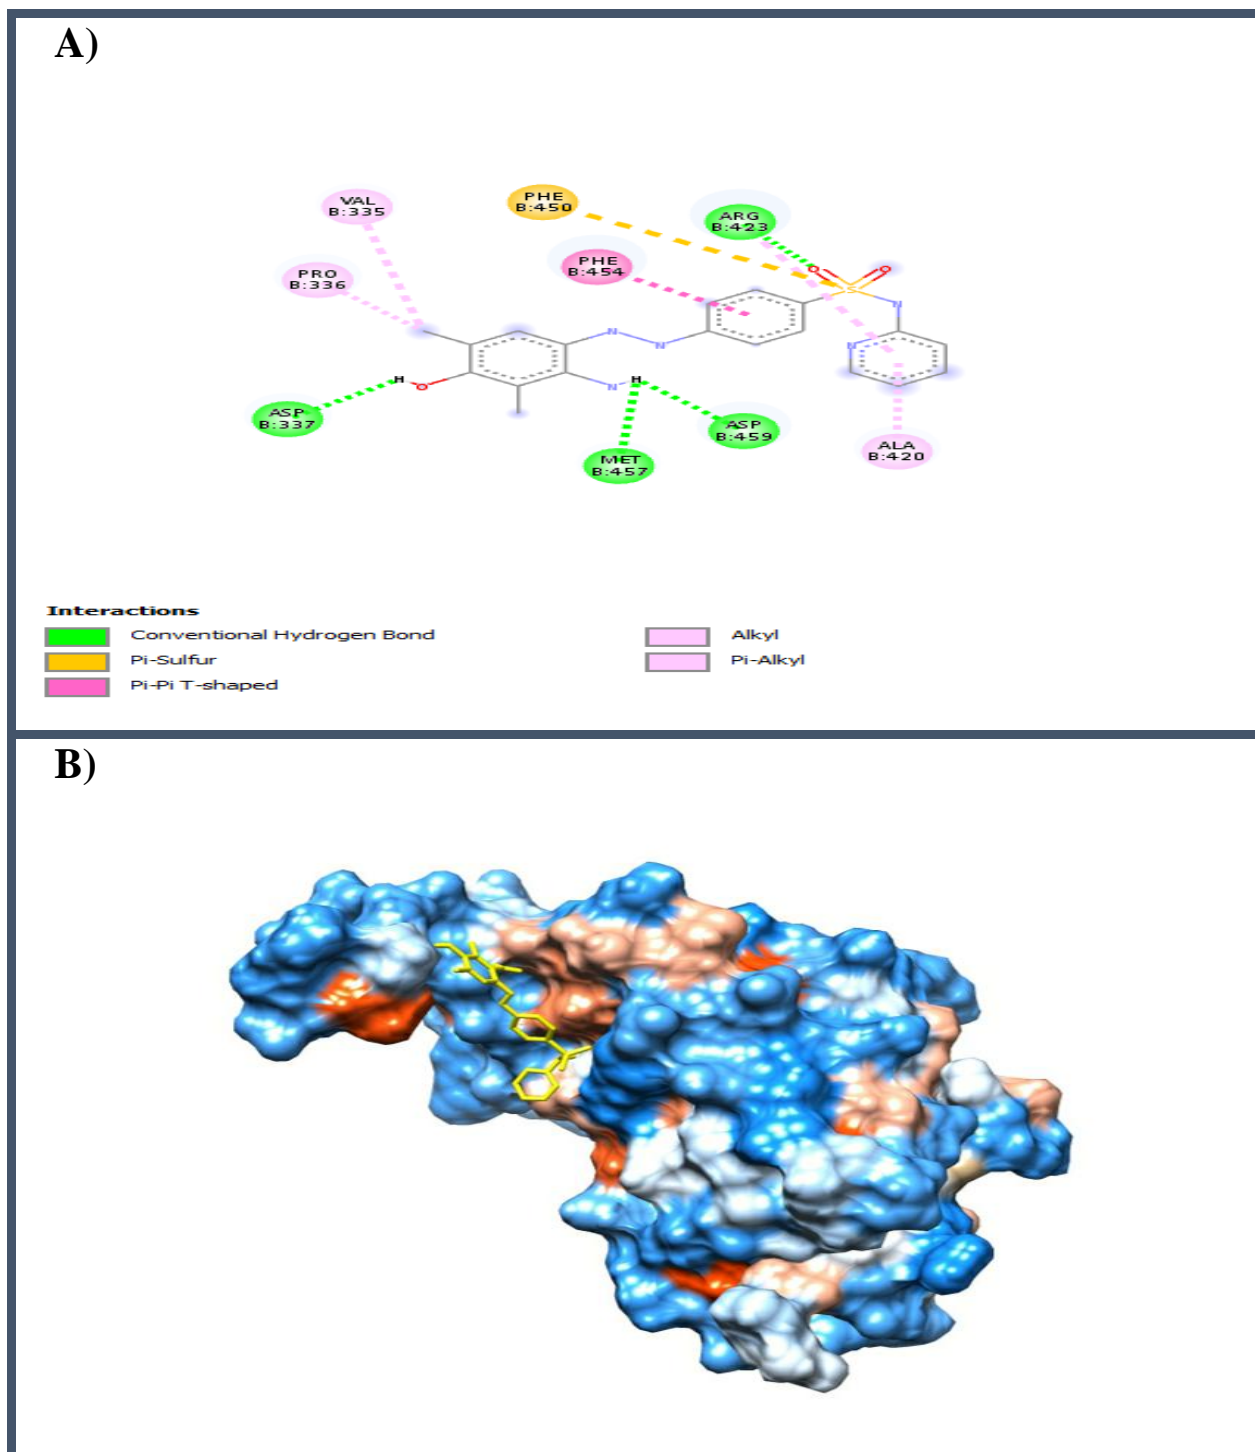 A)
VAL
B:335
PHE
B:450
ARG
B:423
PRO
B:336
PHE
B:454
O
O
S
N
N
N
N
H
O
N
H
ASP
B:337
ASP
B:459
MET
B:457
ALA
B:420
Interactions
Conventional Hydrogen Bond
Pi-Sulfur
Pi-Pi T-shaped
Alkyl
Pi-Alkyl
B)